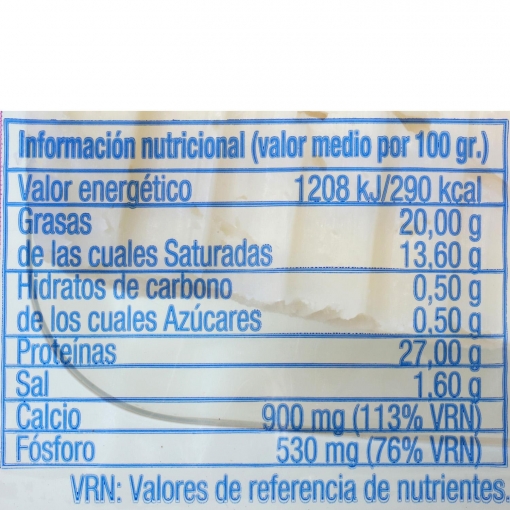 Información nutricional (valor medio por 100 gr.)
Valor energético 1208 kJ/290 kcal
Grasas 20,00 g
de las cuales Saturadas 13,60 g
Hidratos de carbono 0,50 g
de los cuales Azúcares 0,50 g
Proteínas 27,00 g
Sal 1,60 g
Calcio 900 mg (113% VRN)
Fósforo 530 mg (76% VRN)
VRN: Valores de referencia de nutrientes.